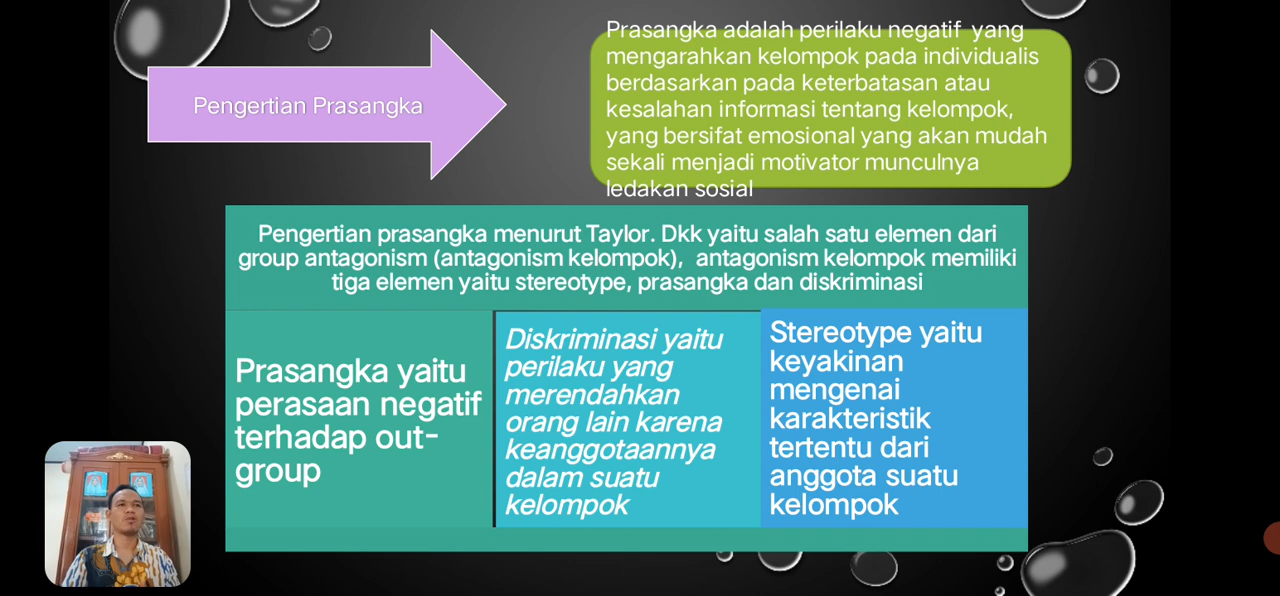 Pengertian Prasangka
Prasangka adalah perilaku negatif yang
mengarahkan kelompok pada individualis
berdasarkan pada keterbatasan atau
kesalahan informasi tentang kelompok,
yang bersifat emosional yang akan mudah
sekali menjadi motivator munculnya
ledakan sosial
Pengertian prasangka menurut Taylor. Dkk yaitu salah satu elemen dari
group antagonism (antagonism kelompok), antagonism kelompok memiliki
tiga elemen yaitu stereotype, prasangka dan diskriminasi
Prasangka yaitu
perasaan negatif
terhadap out-
group
Diskriminasi yaitu
perilaku yang
merendahkan
orang lain karena
keanggotaannya
dalam suatu
kelompok
Stereotype yaitu
keyakinan
mengenai
karakteristik
tertentu dari
anggota suatu
kelompok